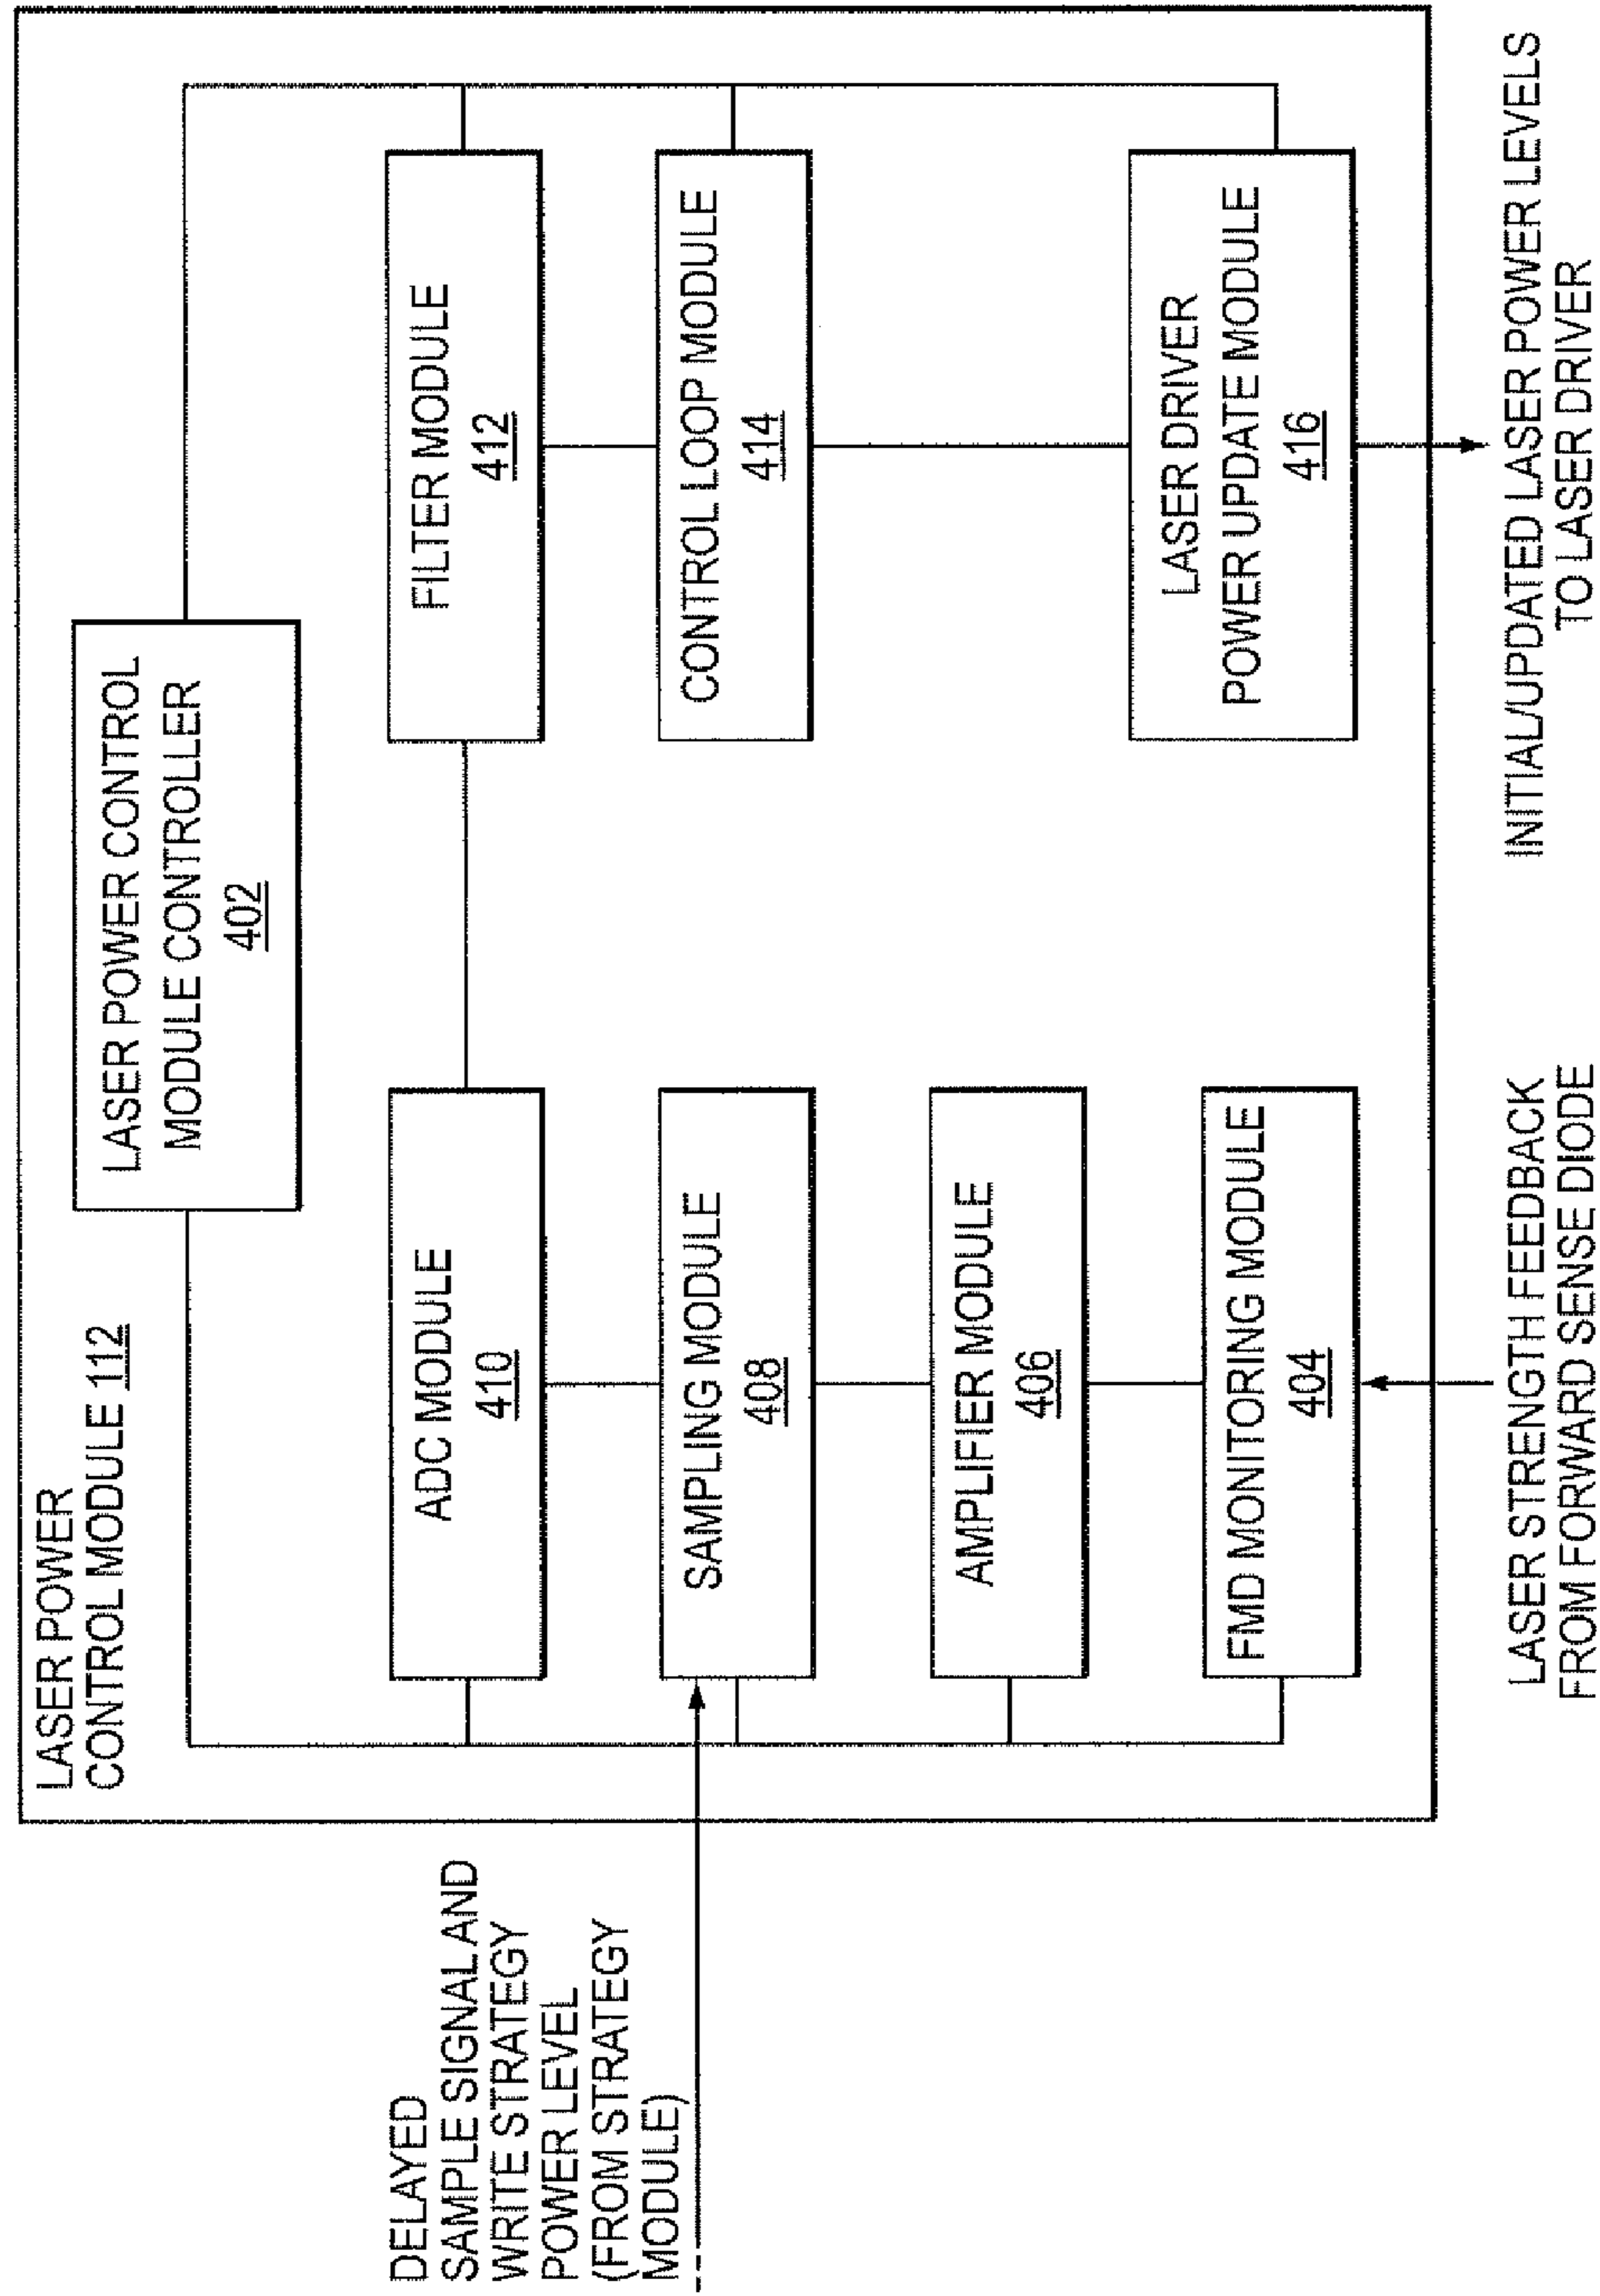 LASER POWER
CONTROL MODULE 112
LASER POWER CONTROL
MODULE CONTROLLER
402
ADC MODULE
410
FILTER MODULE
412
DELAYED
SAMPLE SIGNAL AND
WRITE STRATEGY
POWER LEVEL
(FROM STRATEGY
MODULE)
SAMPLING MODULE
408
CONTROL LOOP MODULE
414
AMPLIFIER MODULE
406
FMD MONITORING MODULE
404
LASER DRIVER
POWER UPDATE MODULE
416
LASER STRENGTH FEEDBACK
FROM FORWARD SENSE DIODE
INITIAL/UPDATED LASER POWER LEVELS
TO LASER DRIVER